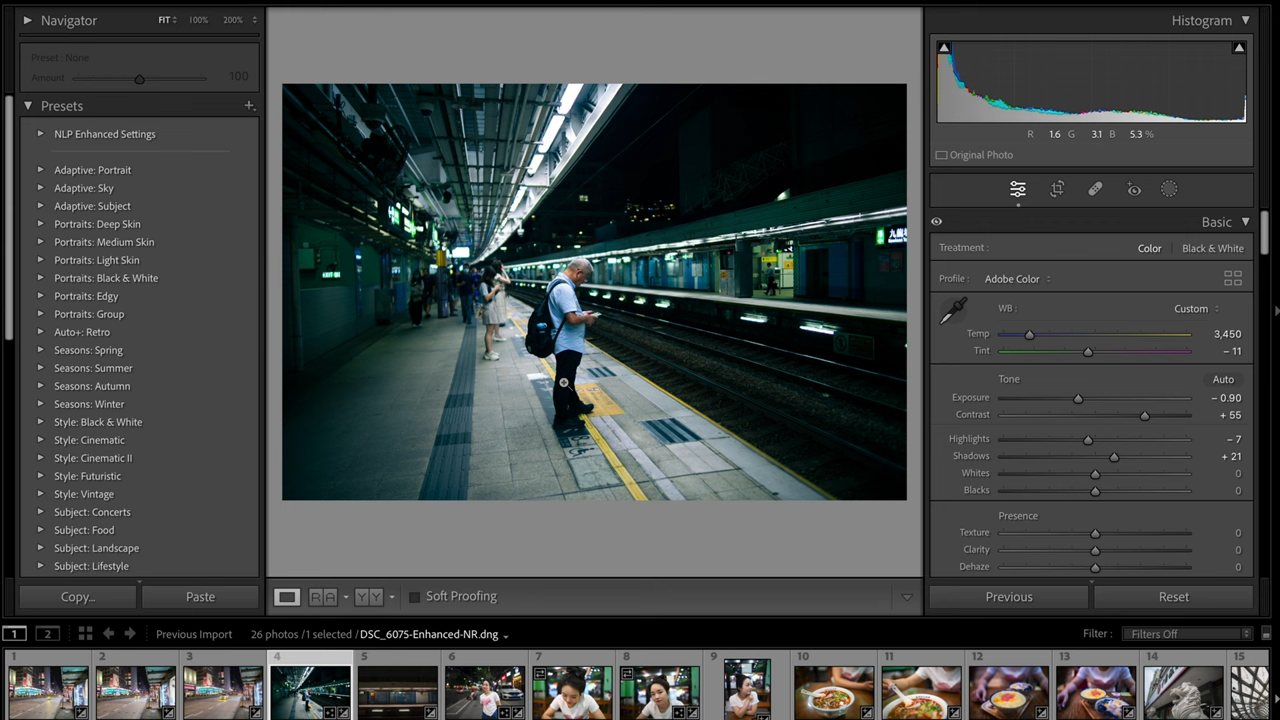 Navigator FIT 100% 200%
Preset : None
Amount 100
Presets +
NLP Enhanced Settings
Adaptive: Portrait
Adaptive: Sky
Adaptive: Subject
Portraits: Deep Skin
Portraits: Medium Skin
Portraits: Light Skin
Portraits: Black & White
Portraits: Edgy
Portraits: Group
Auto+: Retro
Seasons: Spring
Seasons: Summer
Seasons: Autumn
Seasons: Winter
Style: Black & White
Style: Cinematic
Style: Cinematic II
Style: Futuristic
Style: Vintage
Subject: Concerts
Subject: Food
Subject: Landscape
Subject: Lifestyle
Copy... Paste
R A Y Y Soft Proofing
Histogram
R 1.6 G 3.1 B 5.3 %
Original Photo
Basic
Treatment : Color Black & White
Profile : Adobe Color
WB : Custom
Temp 3,450
Tint – 11
Tone Auto
Exposure – 0.90
Contrast + 55
Highlights – 7
Shadows + 21
Whites 0
Blacks 0
Presence
Texture 0
Clarity 0
Dehaze 0
Previous Reset
1 2 Previous Import 26 photos / 1 selected / DSC_6075-Enhanced-NR.dng Filter : Filters Off
1 2 3 4 5 6 7 8 9 10 11 12 13 14 15